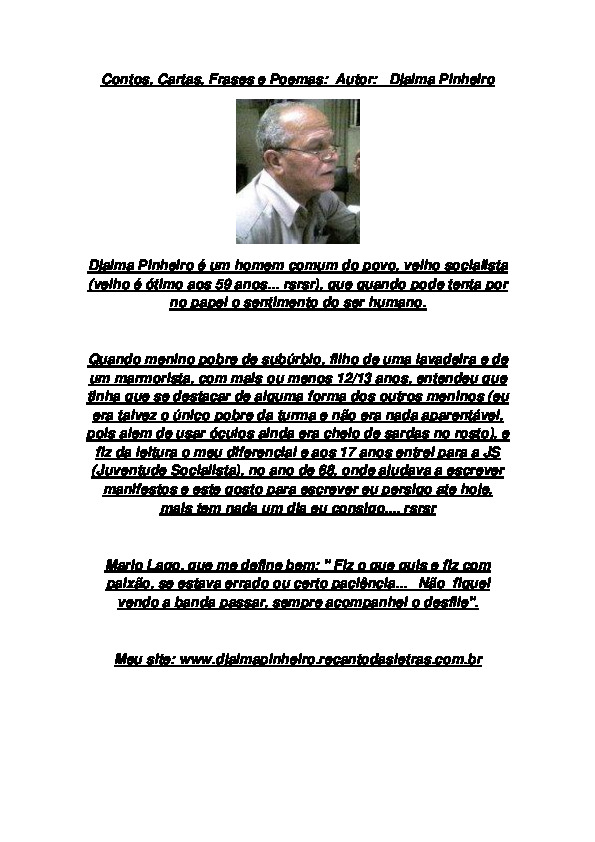 Contos, Cartas, Frases e Poemas:  Autor:   Djalma Pinheiro
Djalma Pinheiro é um homem comum do povo, velho socialista
(velho é ótimo aos 59 anos... rsrsr), que quando pode tenta por
no papel o sentimento do ser humano.
Quando menino pobre de subúrbio, filho de uma lavadeira e de
um marmorista, com mais ou menos 12/13 anos, entendeu que
tinha que se destacar de alguma forma dos outros meninos (eu
era talvez o único pobre da turma e não era nada aparentável,
pois alem de usar óculos ainda era cheio de sardas no rosto), e
fiz da leitura o meu diferencial e aos 17 anos entrei para a JS
(Juventude Socialista), no ano de 68, onde ajudava a escrever
manifestos e este gosto para escrever eu persigo ate hoje,
mais tem nada um dia eu consigo.... rsrsr
Mario Lago, que me define bem: " Fiz o que quis e fiz com
paixão, se estava errado ou certo paciência...   Não  fiquei
vendo a banda passar, sempre acompanhei o desfile".
Meu site: www.djalmapinheiro.recantodasletras.com.br